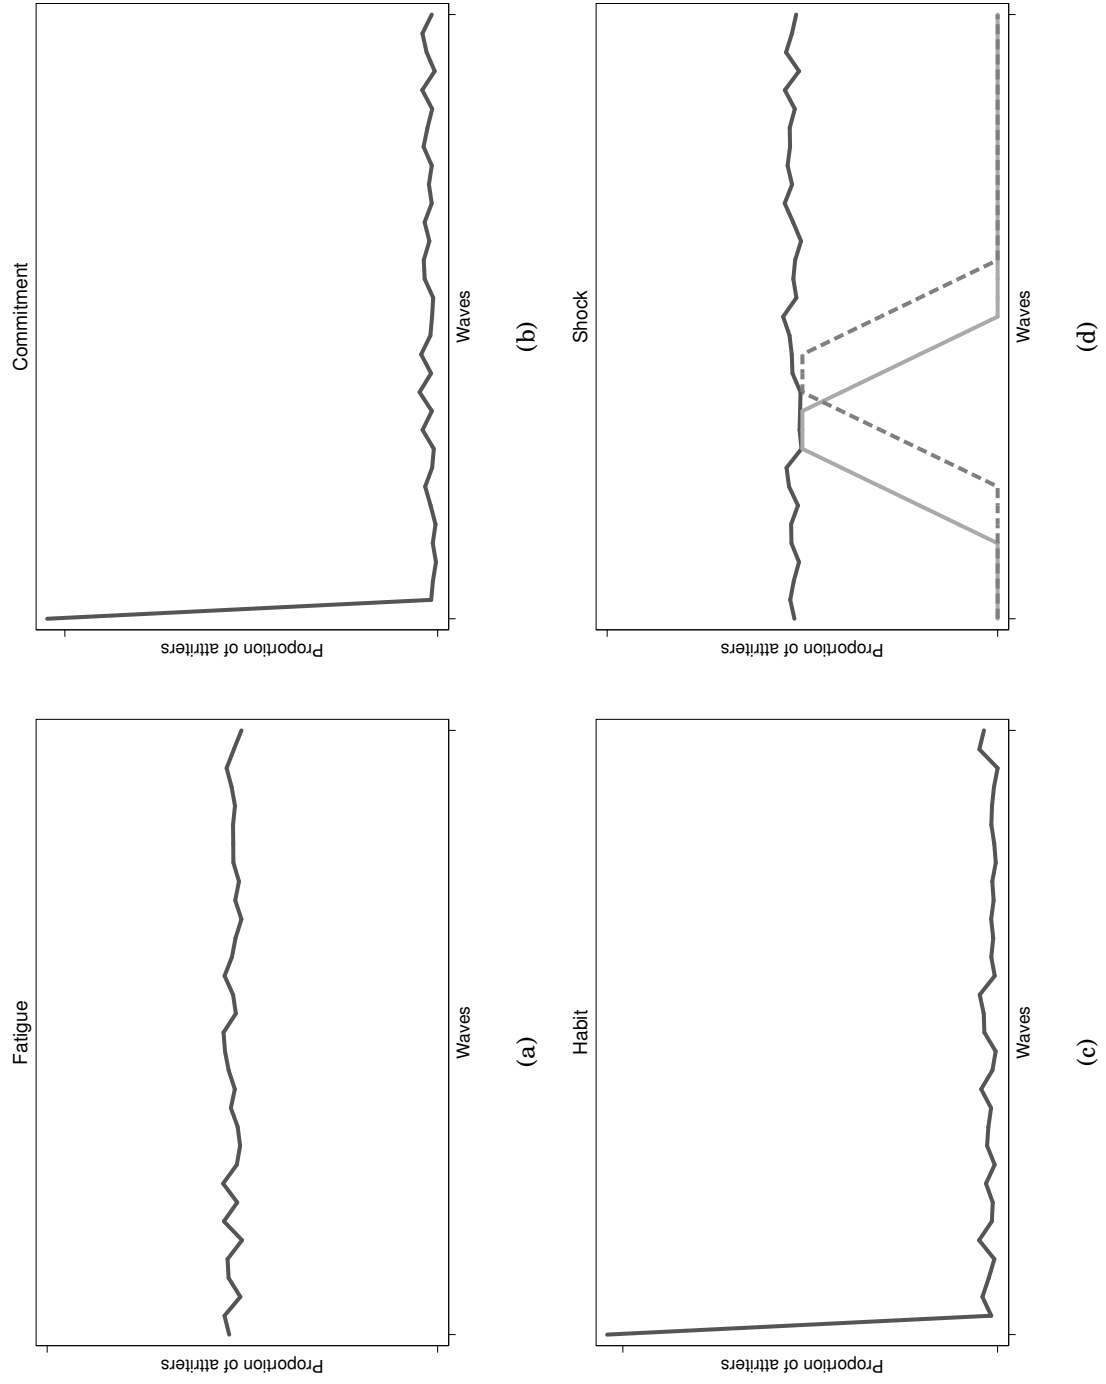 Fatigue
Proportion of attriters
Waves
(a)
Commitment
Proportion of attriters
Waves
(b)
Habit
Proportion of attriters
Waves
(c)
Shock
Proportion of attriters
Waves
(d)